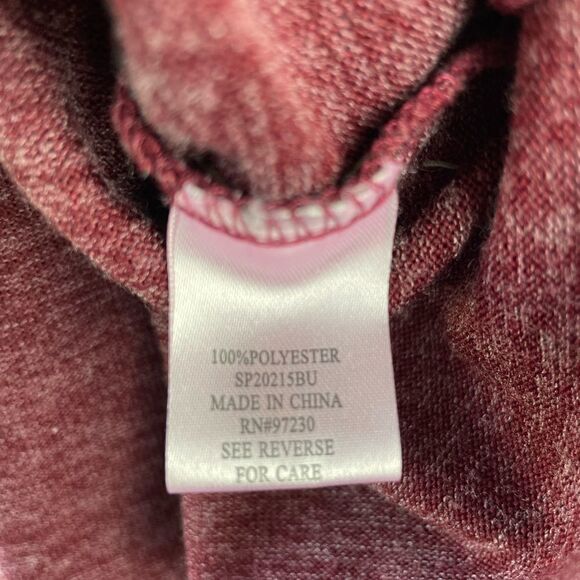 100%POLYESTER
SP20215BU
MADE IN CHINA
RN#97230
SEE REVERSE
FOR CARE